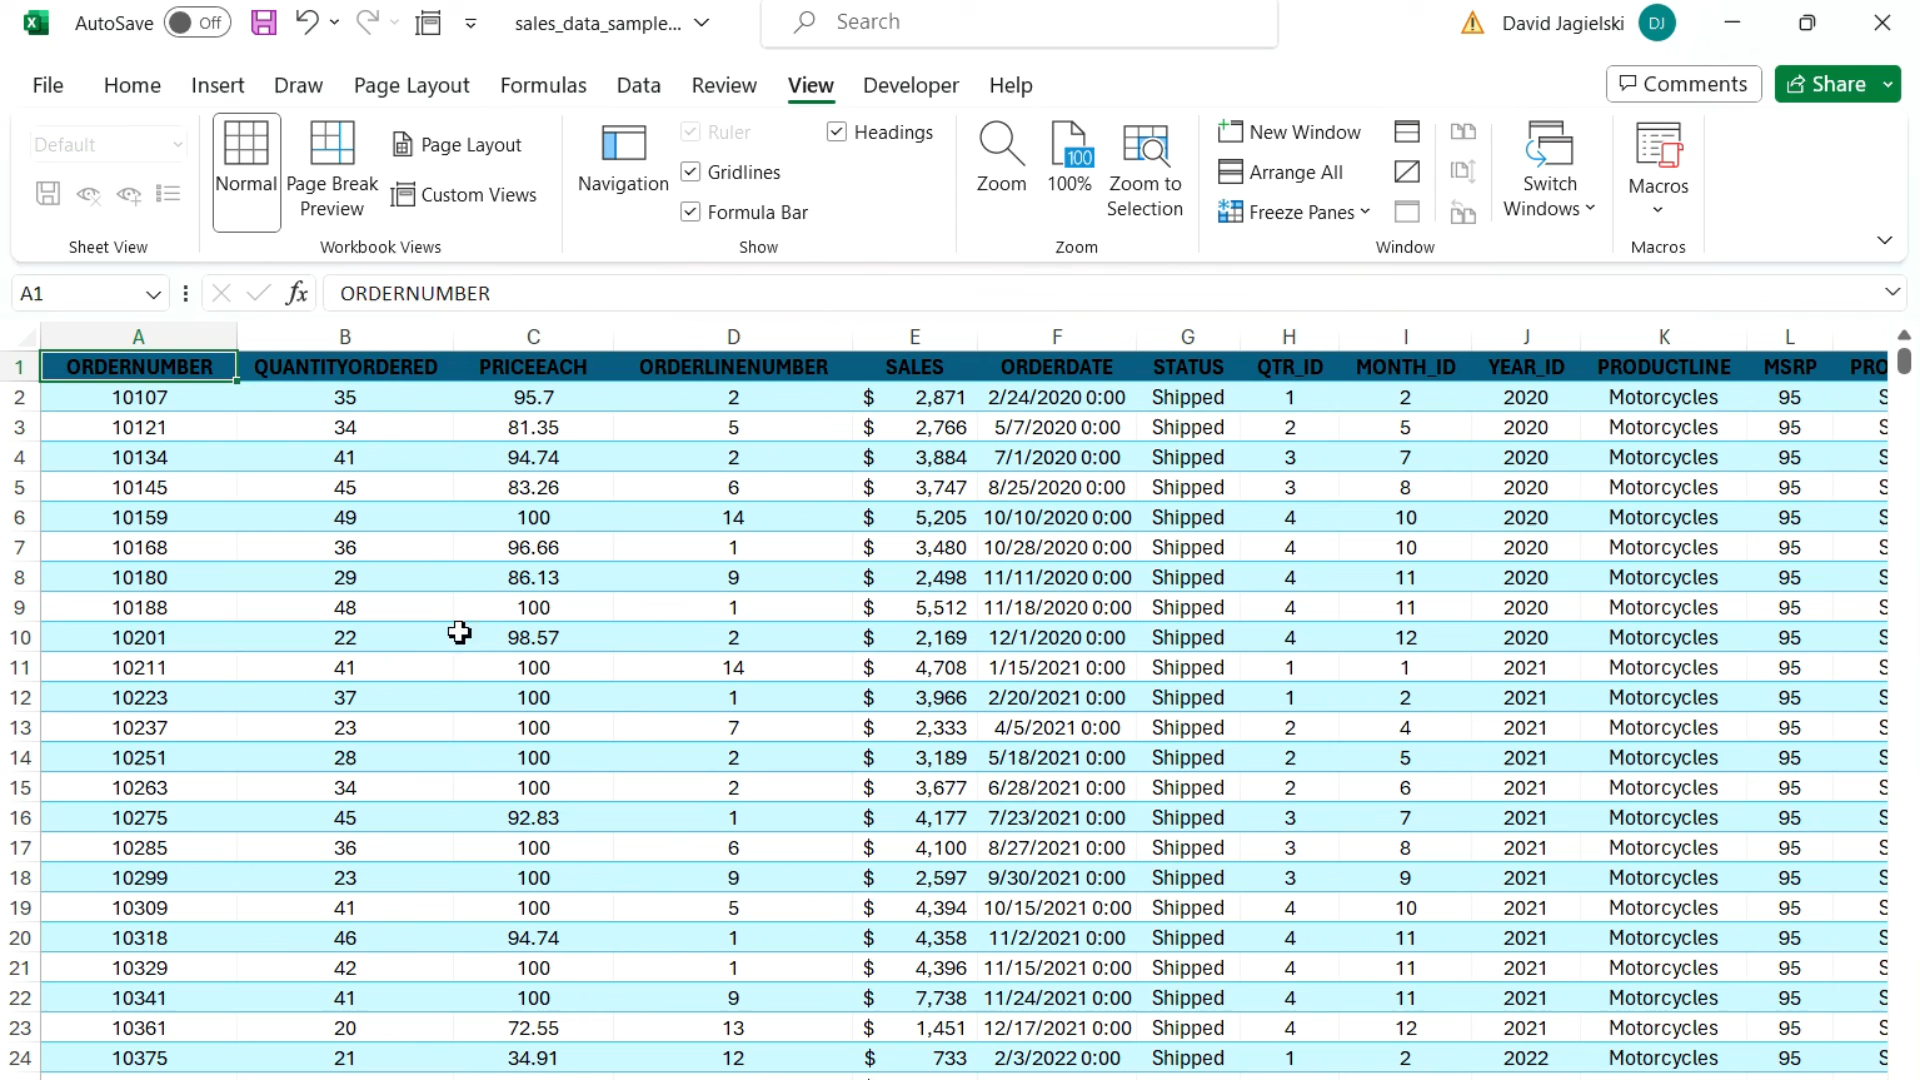 AutoSave Off sales_data_sample... Search David Jagielski DJ
File Home Insert Draw Page Layout Formulas Data Review View Developer Help Comments Share
Default
Normal
Page Break Preview
Page Layout
Custom Views
Navigation
Ruler
Gridlines
Formula Bar
Headings
Zoom
100
100%
Zoom to Selection
New Window
Arrange All
Freeze Panes
Switch Windows
Macros
Sheet View Workbook Views Show Zoom Window Macros
A1 fx ORDERNUMBER
A B C D E F G H I J K L
1 ORDERNUMBER QUANTITYORDERED PRICEEACH ORDERLINENUMBER SALES ORDERDATE STATUS QTR_ID MONTH_ID YEAR_ID PRODUCTLINE MSRP PRO
2 10107 35 95.7 2 $ 2,871 2/24/2020 0:00 Shipped 1 2 2020 Motorcycles 95 S
3 10121 34 81.35 5 $ 2,766 5/7/2020 0:00 Shipped 2 5 2020 Motorcycles 95 S
4 10134 41 94.74 2 $ 3,884 7/1/2020 0:00 Shipped 3 7 2020 Motorcycles 95 S
5 10145 45 83.26 6 $ 3,747 8/25/2020 0:00 Shipped 3 8 2020 Motorcycles 95 S
6 10159 49 100 14 $ 5,205 10/10/2020 0:00 Shipped 4 10 2020 Motorcycles 95 S
7 10168 36 96.66 1 $ 3,480 10/28/2020 0:00 Shipped 4 10 2020 Motorcycles 95 S
8 10180 29 86.13 9 $ 2,498 11/11/2020 0:00 Shipped 4 11 2020 Motorcycles 95 S
9 10188 48 100 1 $ 5,512 11/18/2020 0:00 Shipped 4 11 2020 Motorcycles 95 S
10 10201 22 98.57 2 $ 2,169 12/1/2020 0:00 Shipped 4 12 2020 Motorcycles 95 S
11 10211 41 100 14 $ 4,708 1/15/2021 0:00 Shipped 1 1 2021 Motorcycles 95 S
12 10223 37 100 1 $ 3,966 2/20/2021 0:00 Shipped 1 2 2021 Motorcycles 95 S
13 10237 23 100 7 $ 2,333 4/5/2021 0:00 Shipped 2 4 2021 Motorcycles 95 S
14 10251 28 100 2 $ 3,189 5/18/2021 0:00 Shipped 2 5 2021 Motorcycles 95 S
15 10263 34 100 2 $ 3,677 6/28/2021 0:00 Shipped 2 6 2021 Motorcycles 95 S
16 10275 45 92.83 1 $ 4,177 7/23/2021 0:00 Shipped 3 7 2021 Motorcycles 95 S
17 10285 36 100 6 $ 4,100 8/27/2021 0:00 Shipped 3 8 2021 Motorcycles 95 S
18 10299 23 100 9 $ 2,597 9/30/2021 0:00 Shipped 3 9 2021 Motorcycles 95 S
19 10309 41 100 5 $ 4,394 10/15/2021 0:00 Shipped 4 10 2021 Motorcycles 95 S
20 10318 46 94.74 1 $ 4,358 11/2/2021 0:00 Shipped 4 11 2021 Motorcycles 95 S
21 10329 42 100 1 $ 4,396 11/15/2021 0:00 Shipped 4 11 2021 Motorcycles 95 S
22 10341 41 100 9 $ 7,738 11/24/2021 0:00 Shipped 4 11 2021 Motorcycles 95 S
23 10361 20 72.55 13 $ 1,451 12/17/2021 0:00 Shipped 4 12 2021 Motorcycles 95 S
24 10375 21 34.91 12 $ 733 2/3/2022 0:00 Shipped 1 2 2022 Motorcycles 95 S